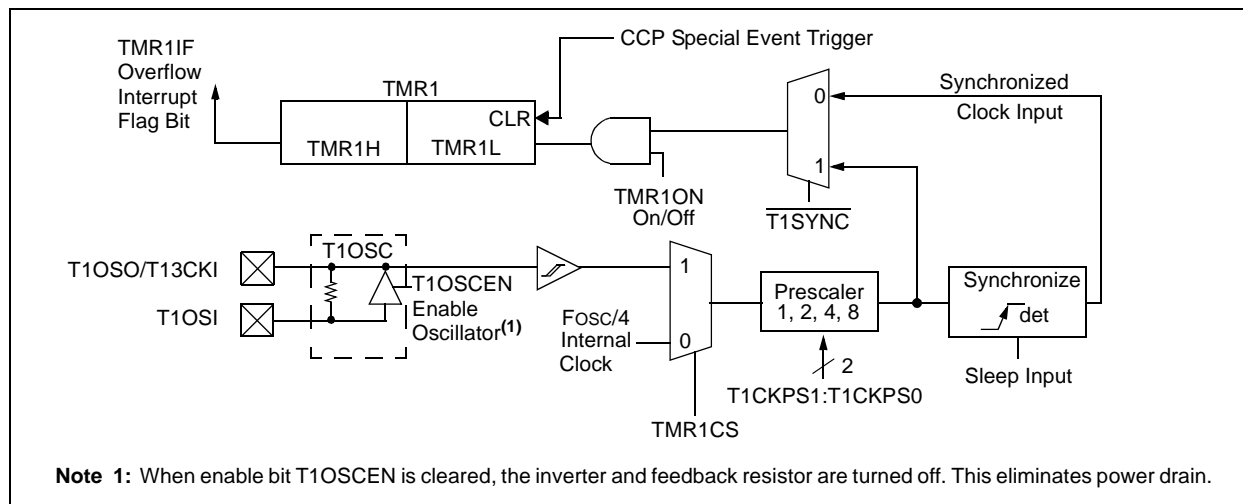 TMR1IF
Overflow
Interrupt
Flag Bit
CCP Special Event Trigger
TMR1
CLR
TMR1H
TMR1L
TMR1ON
On/Off
0
1
T1SYNC
Synchronized
Clock Input
T1OSC
T1OSO/T13CKI
T1OSI
T1OSCEN
Enable
Oscillator(1)
FOSC/4
Internal
Clock
1
0
TMR1CS
Prescaler
1, 2, 4, 8
2
T1CKPS1:T1CKPS0
Synchronize
det
Sleep Input
Note 1: When enable bit T1OSCEN is cleared, the inverter and feedback resistor are turned off. This eliminates power drain.